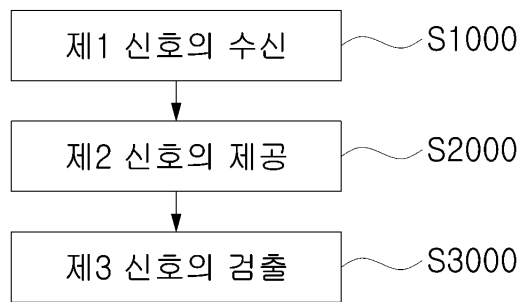 제1 신호의 수신
S1000
제2 신호의 제공
S2000
제3 신호의 검출
S3000